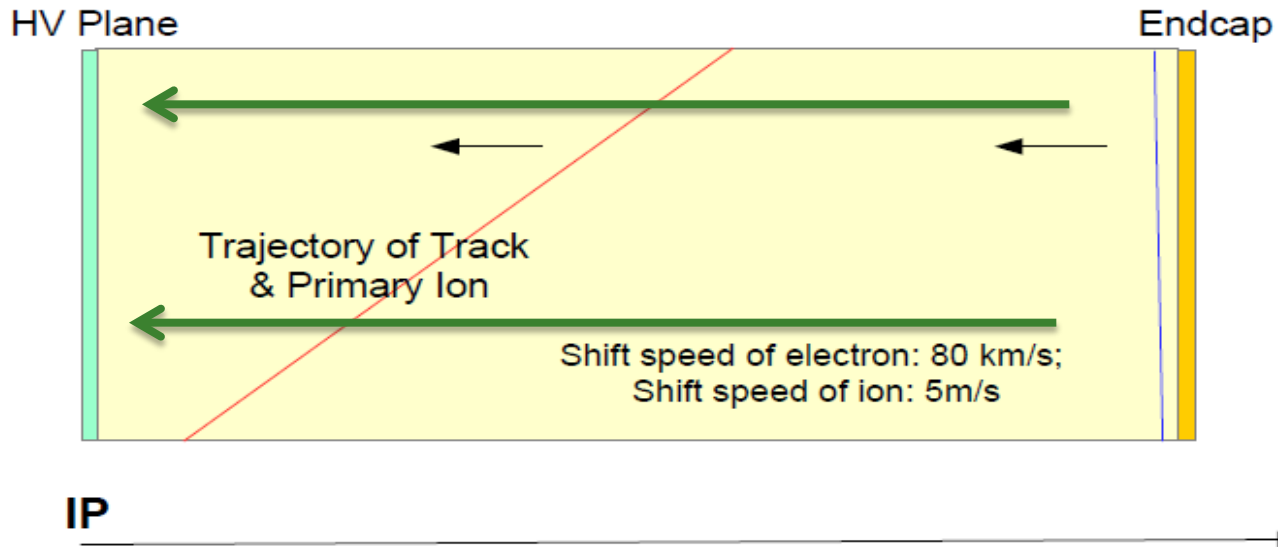 HV Plane
Endcap
Trajectory of Track
& Primary Ion
Shift speed of electron: 80 km/s;
Shift speed of ion: 5m/s
IP